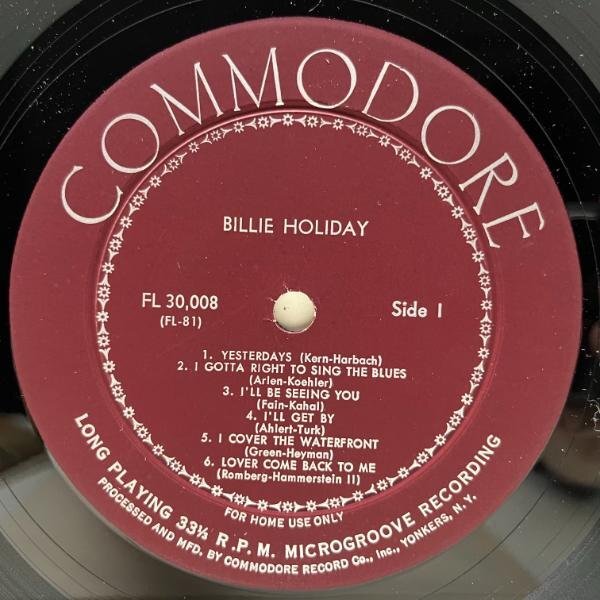 COMMODORE
BILLIE HOLIDAY
FL 30,008
(FL-81)
Side 1
1. YESTERDAYS (Kern-Harbach)
2. I GOTTA RIGHT TO SING THE BLUES
(Arlen-Koehler)
3. I'LL BE SEEING YOU
(Fain-Kahal)
4. I'LL GET BY
(Ahlert-Turk)
5. I COVER THE WATERFRONT
(Green-Heyman)
6. LOVER COME BACK TO ME
(Romberg-Hammerstein II)
FOR HOME USE ONLY
LONG PLAYING 33⅓ R.P.M. MICROGROOVE RECORDING
PROCESSED AND MFD. BY COMMODORE RECORD Co., Inc., YONKERS, N.Y.